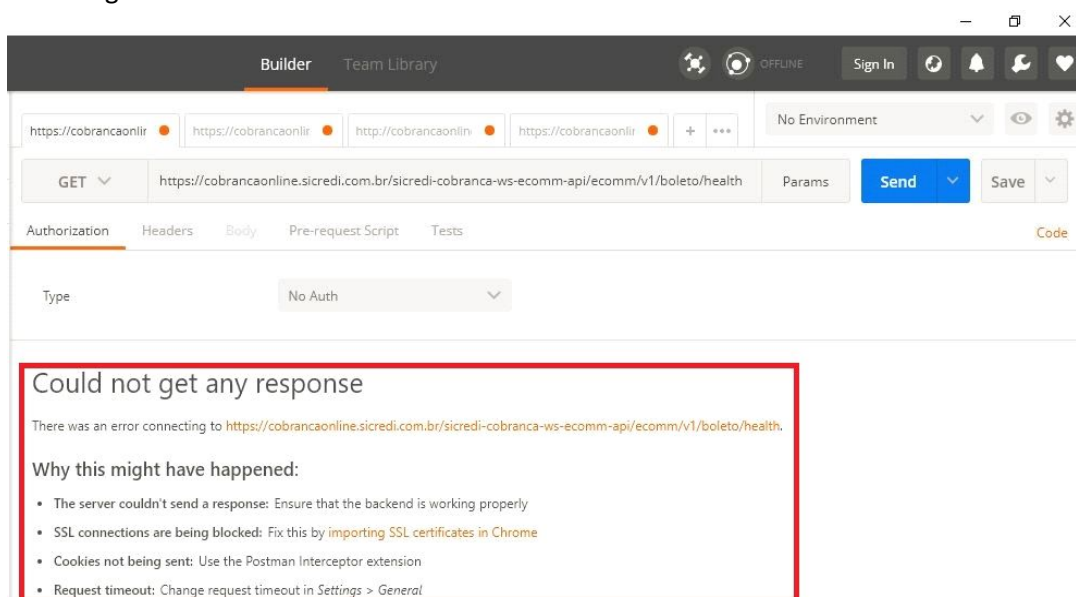 Builder Team Library OFFLINE Sign In
https://cobrancaonlir https://cobrancaonlir http://cobrancaonlin https://cobrancaonlir + ••• No Environment
GET https://cobrancaonline.sicredi.com.br/sicredi-cobranca-ws-ecomm-api/ecomm/v1/boleto/health Params Send Save
Authorization Headers Body Pre-request Script Tests Code
Type No Auth
Could not get any response
There was an error connecting to https://cobrancaonline.sicredi.com.br/sicredi-cobranca-ws-ecomm-api/ecomm/v1/boleto/health.
Why this might have happened:
• The server couldn't send a response: Ensure that the backend is working properly
• SSL connections are being blocked: Fix this by importing SSL certificates in Chrome
• Cookies not being sent: Use the Postman Interceptor extension
• Request timeout: Change request timeout in Settings > General